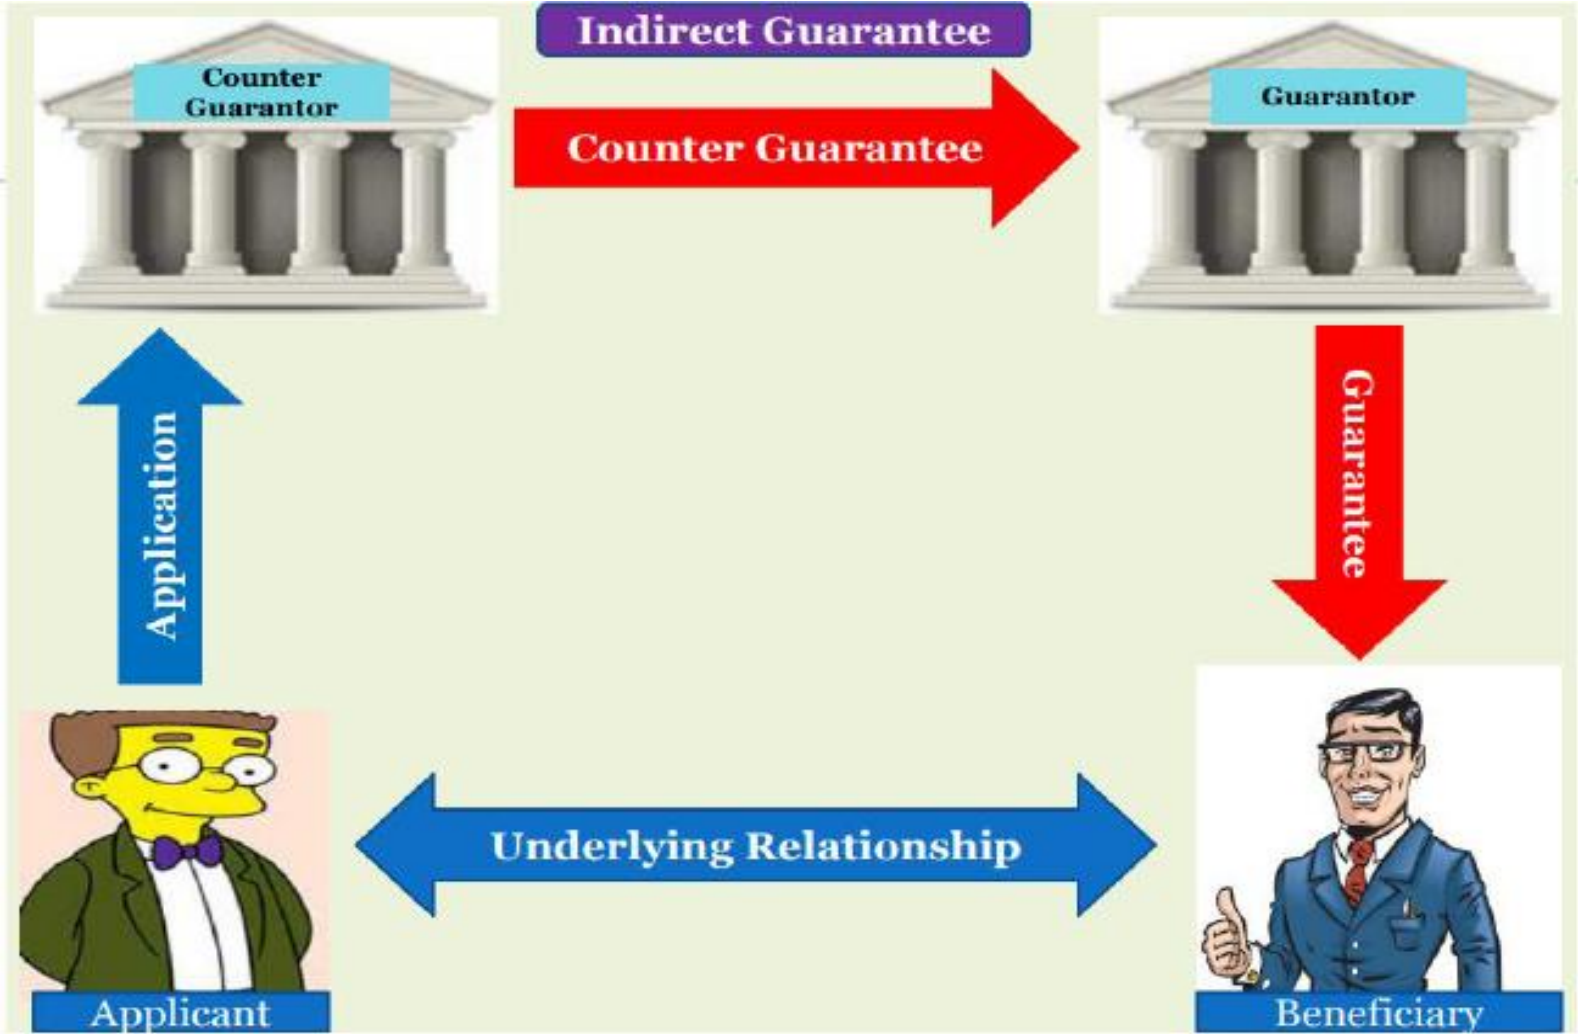 Indirect Guarantee
Counter
Guarantor
Counter Guarantee
Guarantor
Application
Guarantee
Underlying Relationship
Applicant
Beneficiary